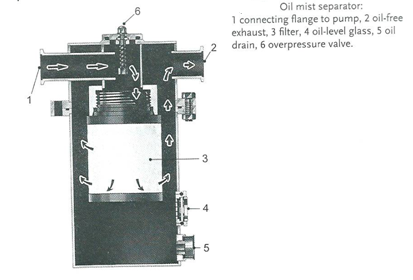 Oil mist separator:
1 connecting flange to pump, 2 oil-free
exhaust, 3 filter, 4 oil-level glass, 5 oil
drain, 6 overpressure valve.
6
1
2
3
4
5